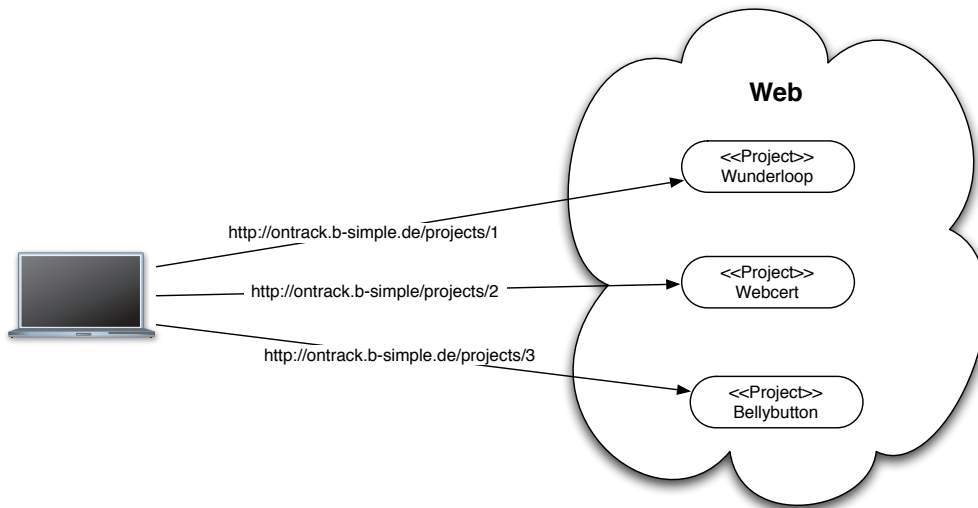 Web
<<Project>>
Wunderloop
http://ontrack.b-simple.de/projects/1
<<Project>>
Webcert
http://ontrack.b-simple/projects/2
http://ontrack.b-simple.de/projects/3
<<Project>>
Bellybutton